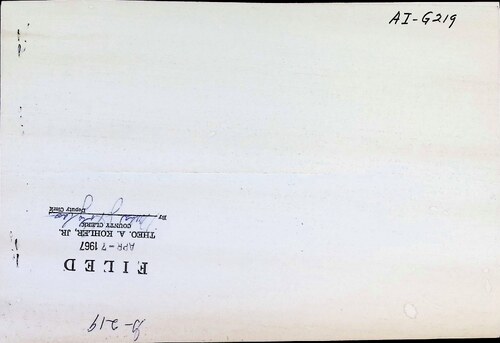 AI-G219
FILED
APR-7 1967
THEO. A. KOHLER, JR.
COUNTY CLERK
By
Deputy Clerk
G-219